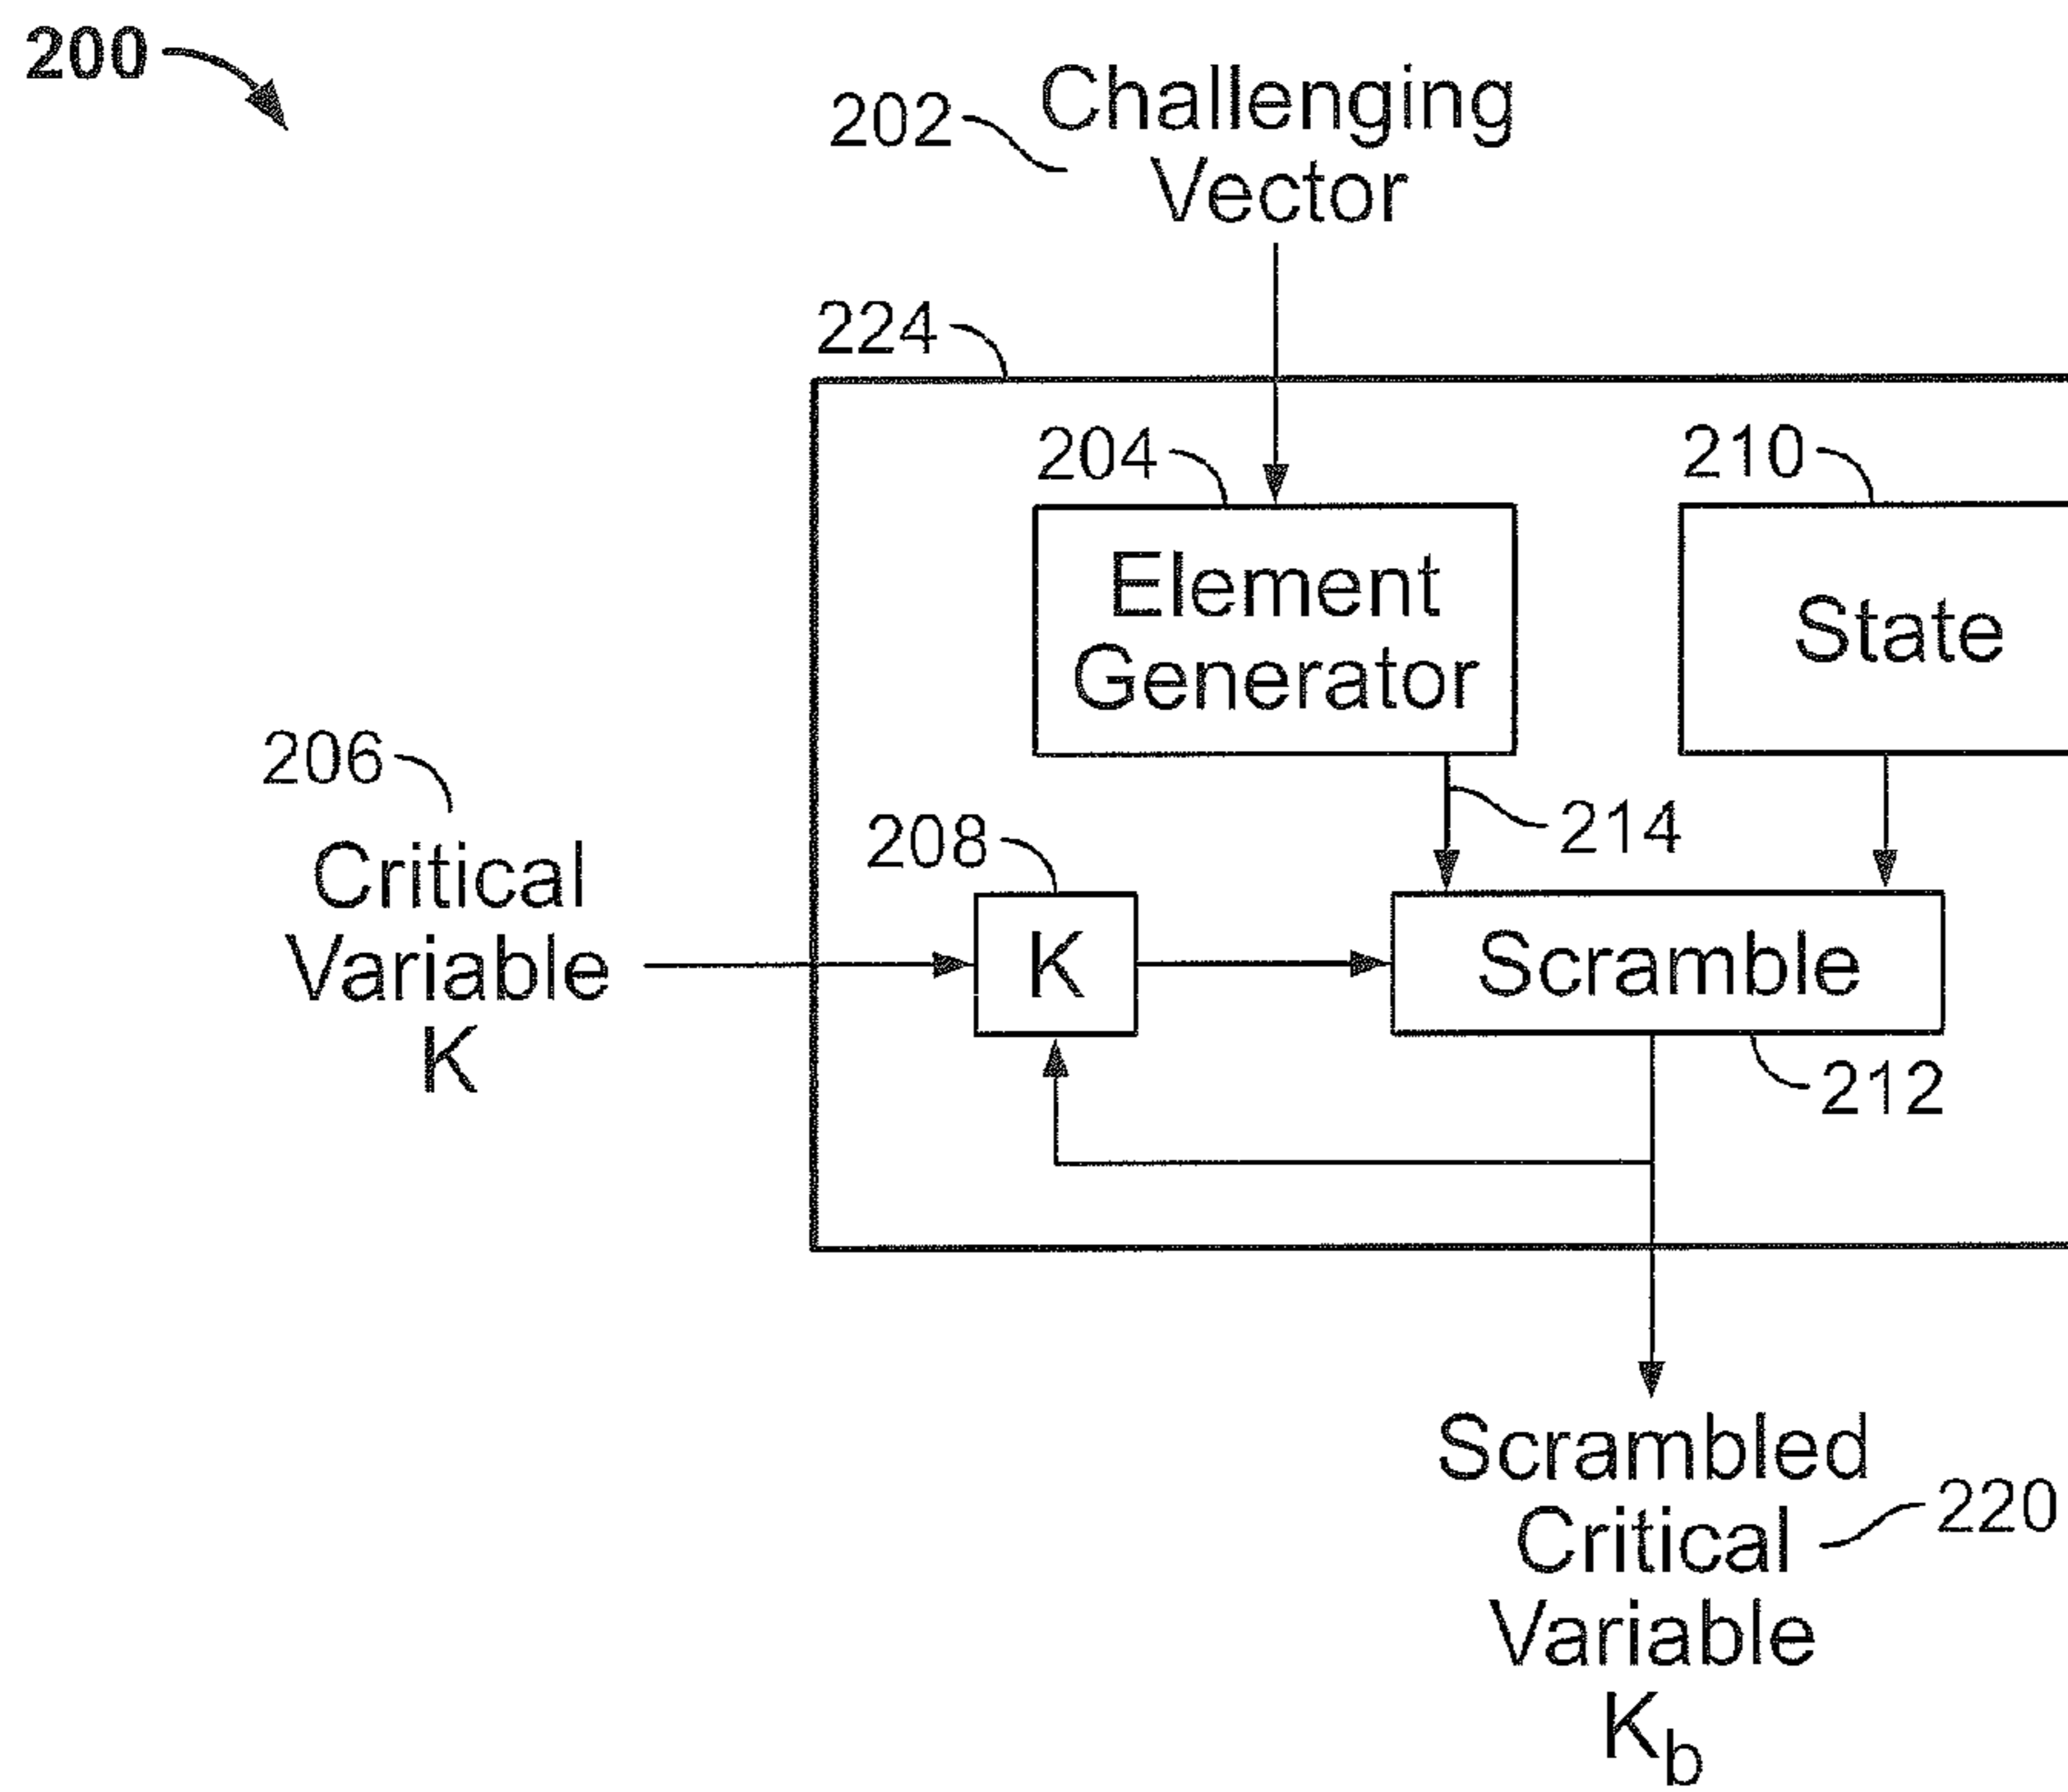 200
202
Challenging
Vector
224
204
210
Element
Generator
State
206
214
208
Critical
Variable
K
K
Scramble
212
Scrambled
Critical
Variable
K_b
220